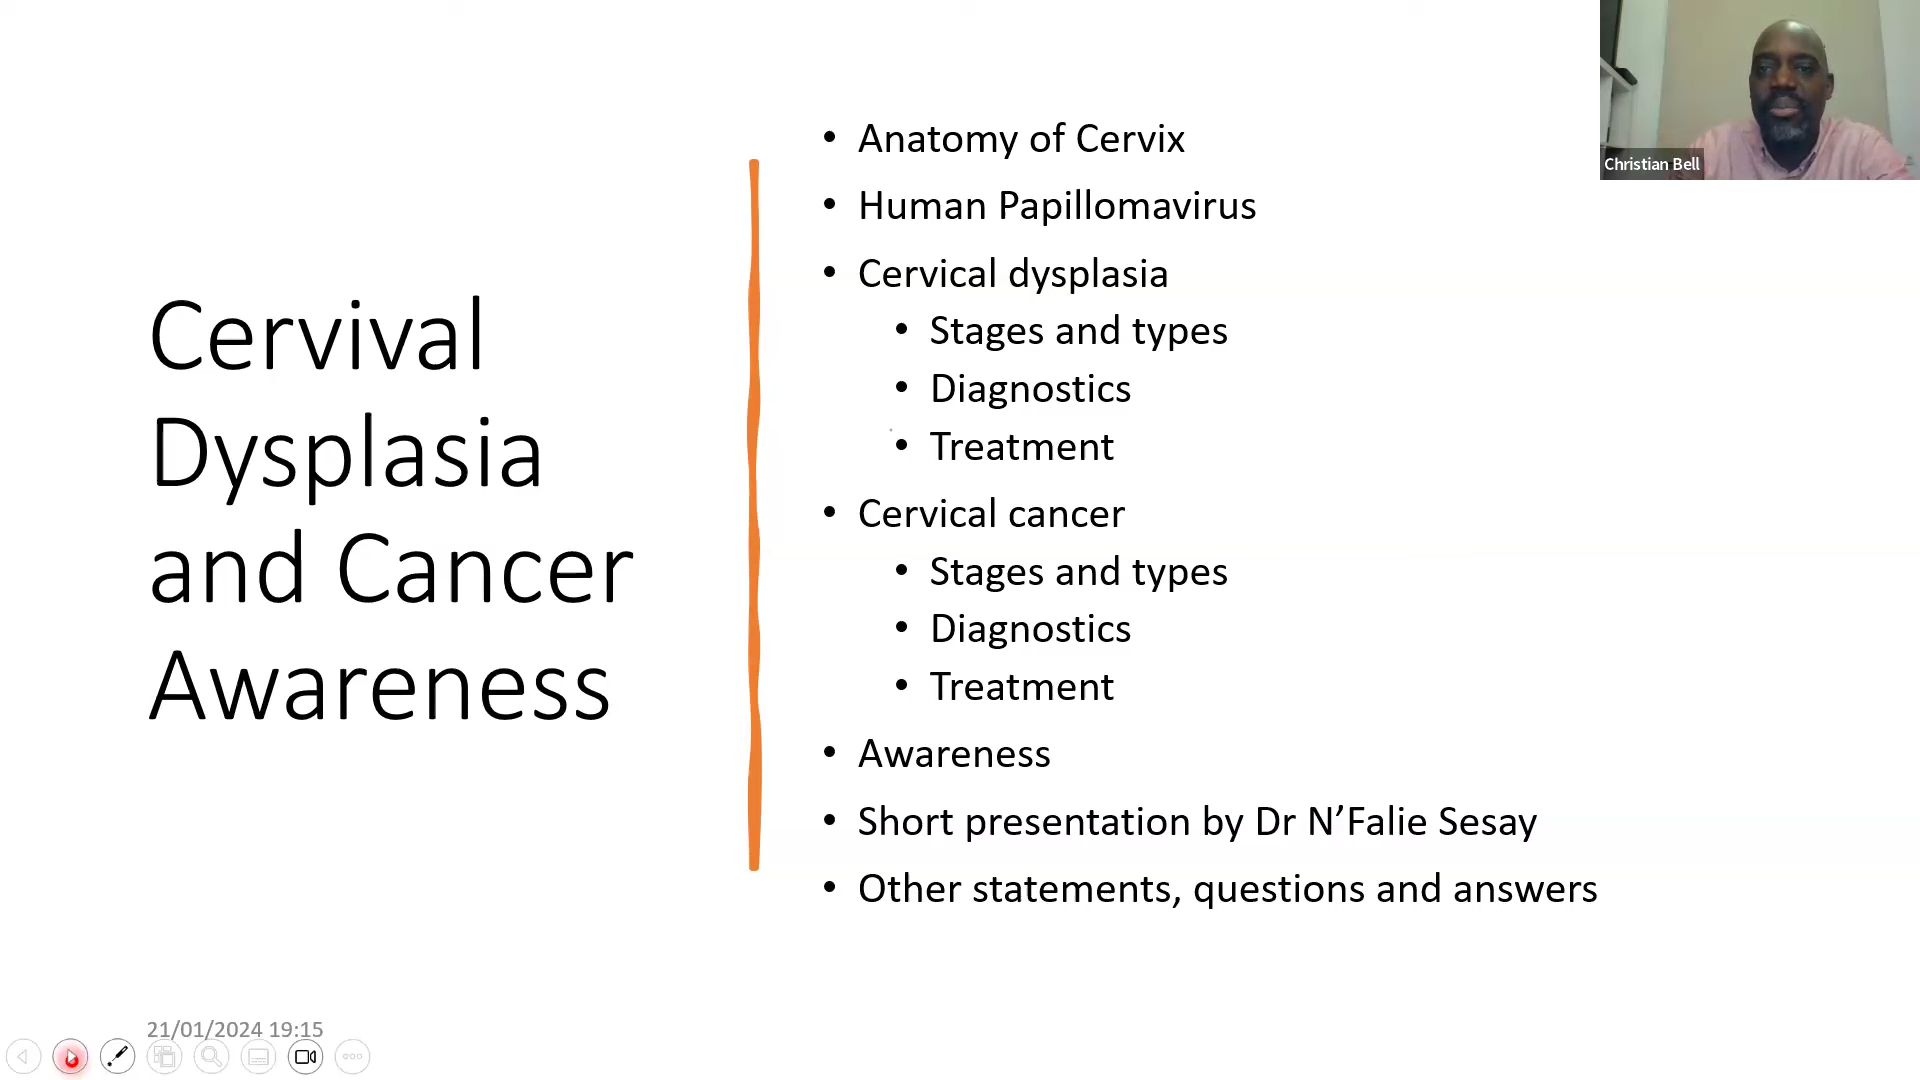 Cervival
Dysplasia
and Cancer
Awareness
• Anatomy of Cervix
• Human Papillomavirus
• Cervical dysplasia
• Stages and types
• Diagnostics
• Treatment
• Cervical cancer
• Stages and types
• Diagnostics
• Treatment
• Awareness
• Short presentation by Dr N’Falie Sesay
• Other statements, questions and answers
Christian Bell
21/01/2024 19:15